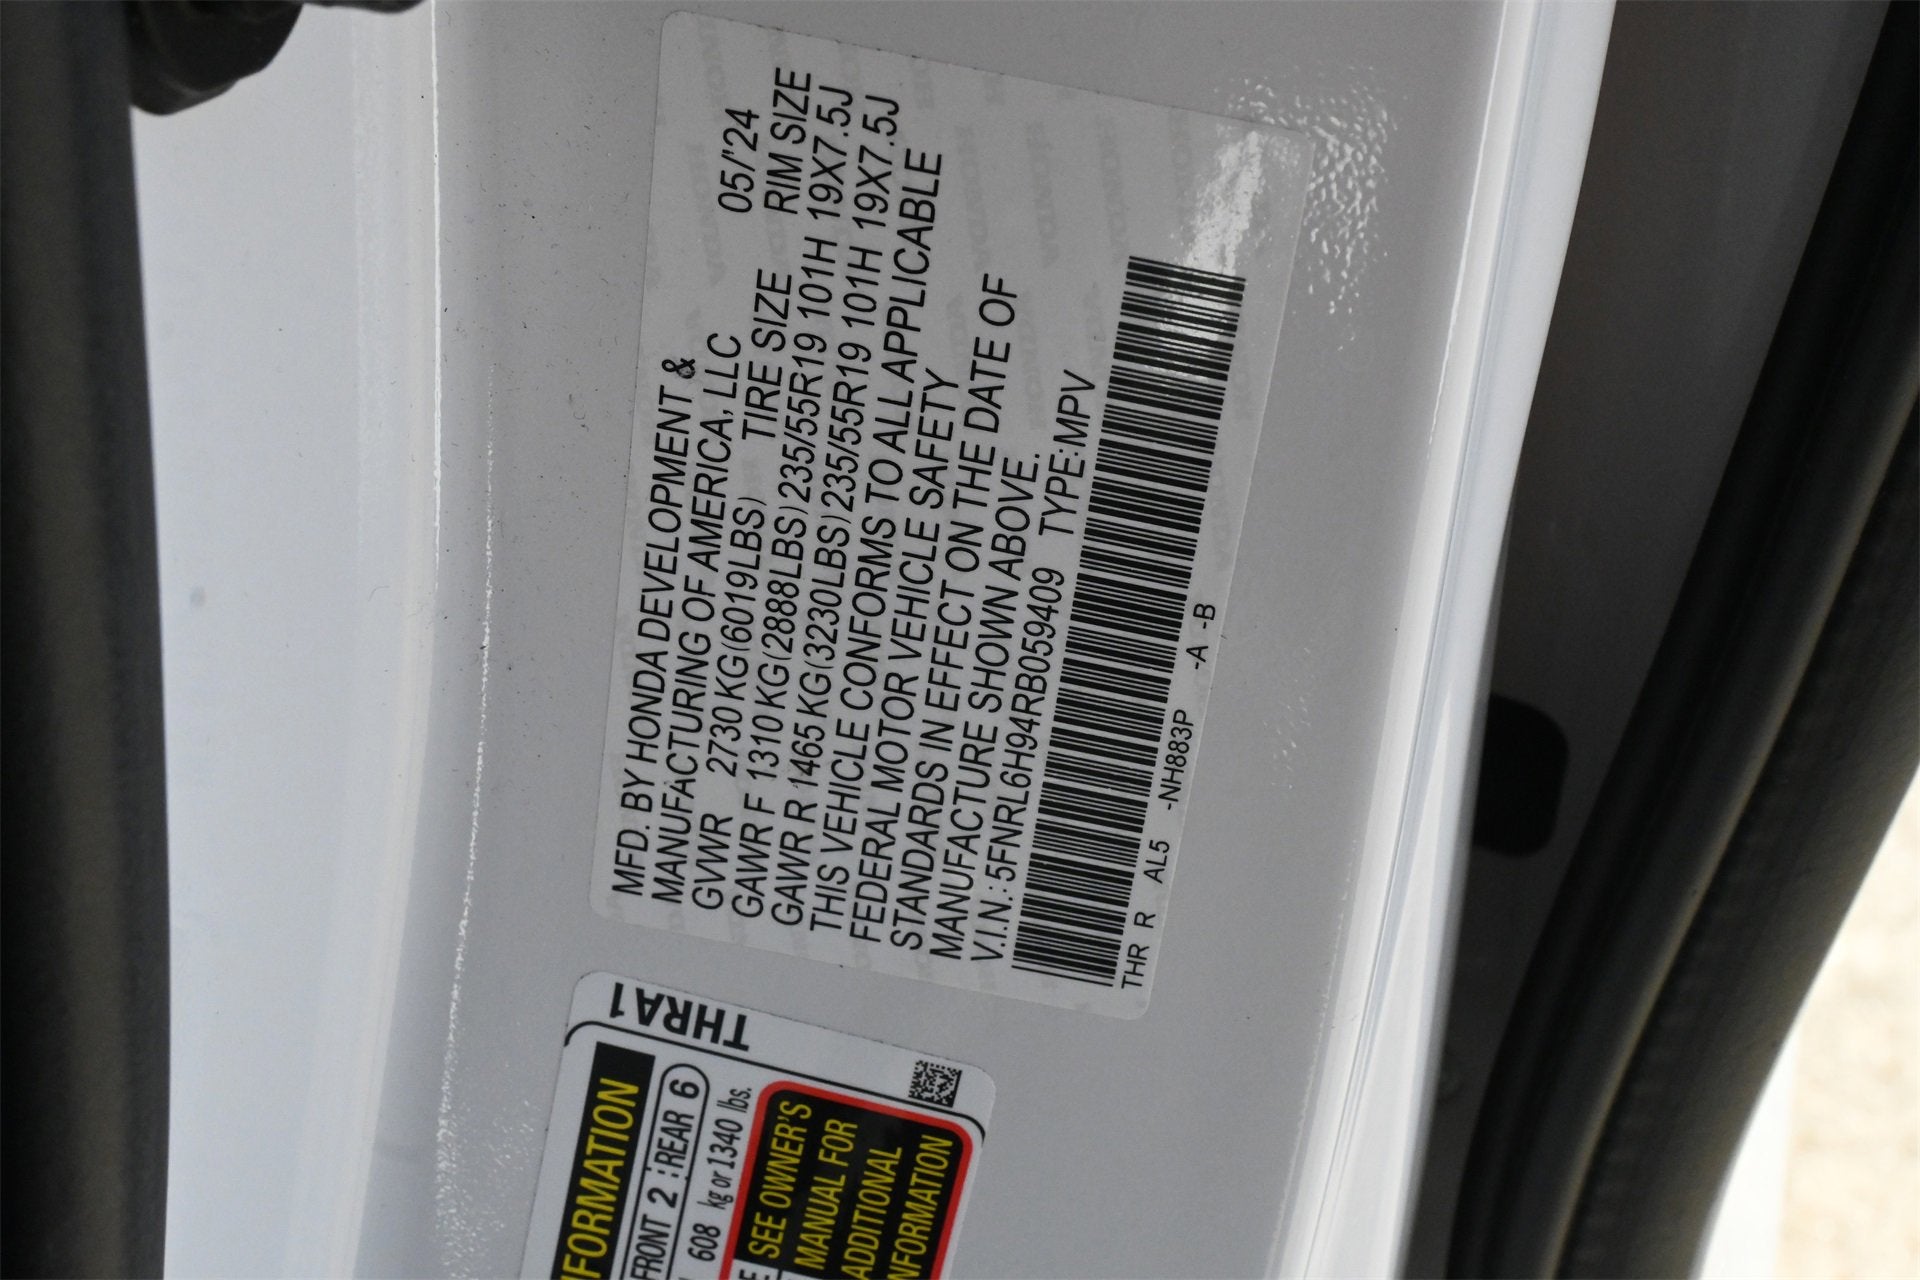 MFD. BY HONDA DEVELOPMENT &
MANUFACTURING OF AMERICA, LLC 05/'24
GVWR 2730 KG(6019LBS) TIRE SIZE RIM SIZE
GAWR F 1310 KG(2888LBS) 235/55R19 101H 19X7.5J
GAWR R 1465 KG(3230LBS) 235/55R19 101H 19X7.5J
THIS VEHICLE CONFORMS TO ALL APPLICABLE
FEDERAL MOTOR VEHICLE SAFETY
STANDARDS IN EFFECT ON THE DATE OF
MANUFACTURE SHOWN ABOVE.
V.I.N.: 5FNRL6H94RB059409 TYPE:MPV
THR R AL5 -NH883P -A -B
THRA1
NFORMATION
FRONT 2 REAR 6
608 kg or 1340 lbs.
SEE OWNER'S
MANUAL FOR
ADDITIONAL
NFORMATION